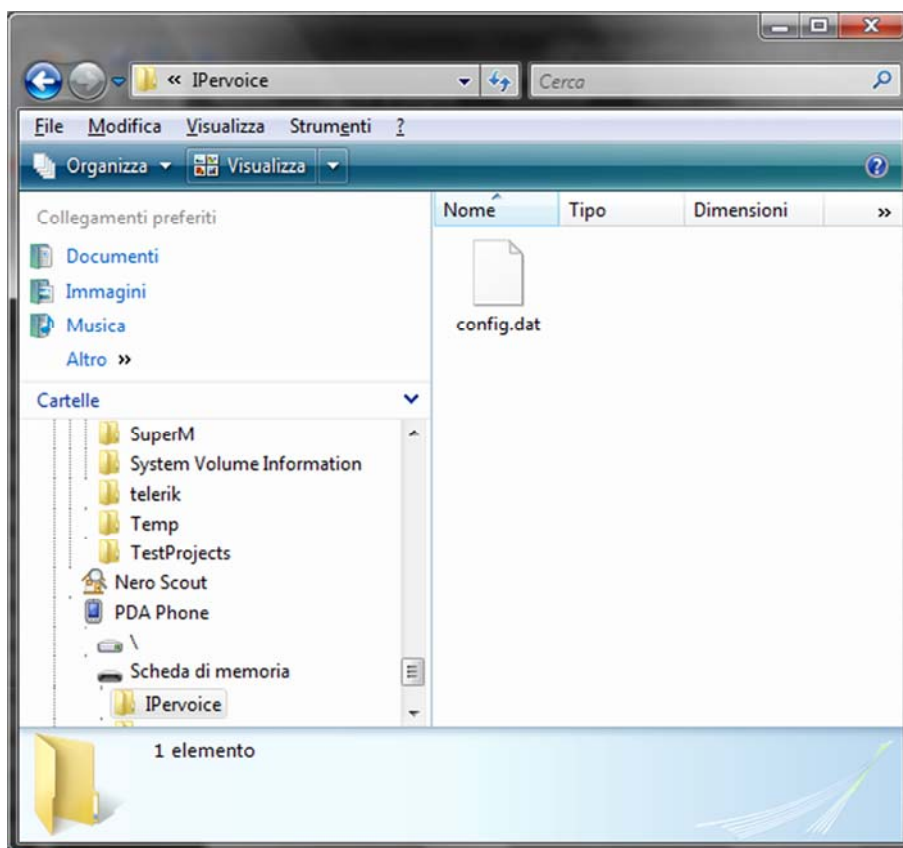 « IPervoice
Cerca
File Modifica Visualizza Strumenti ?
Organizza Visualizza
Collegamenti preferiti
Documenti
Immagini
Musica
Altro »
Cartelle
SuperM
System Volume Information
telerik
Temp
TestProjects
Nero Scout
PDA Phone
\
Scheda di memoria
IPervoice
Nome Tipo Dimensioni »
config.dat
1 elemento